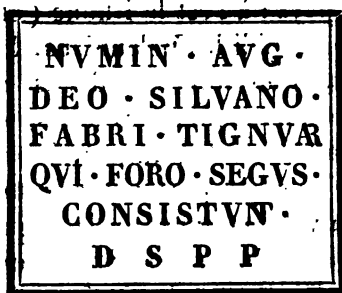 NVMIN · AVG ·
DEO · SILVANO ·
FABRI · TIGNVAR
QVI · FORO · SEGVS ·
CONSISTVNT ·
D S P P